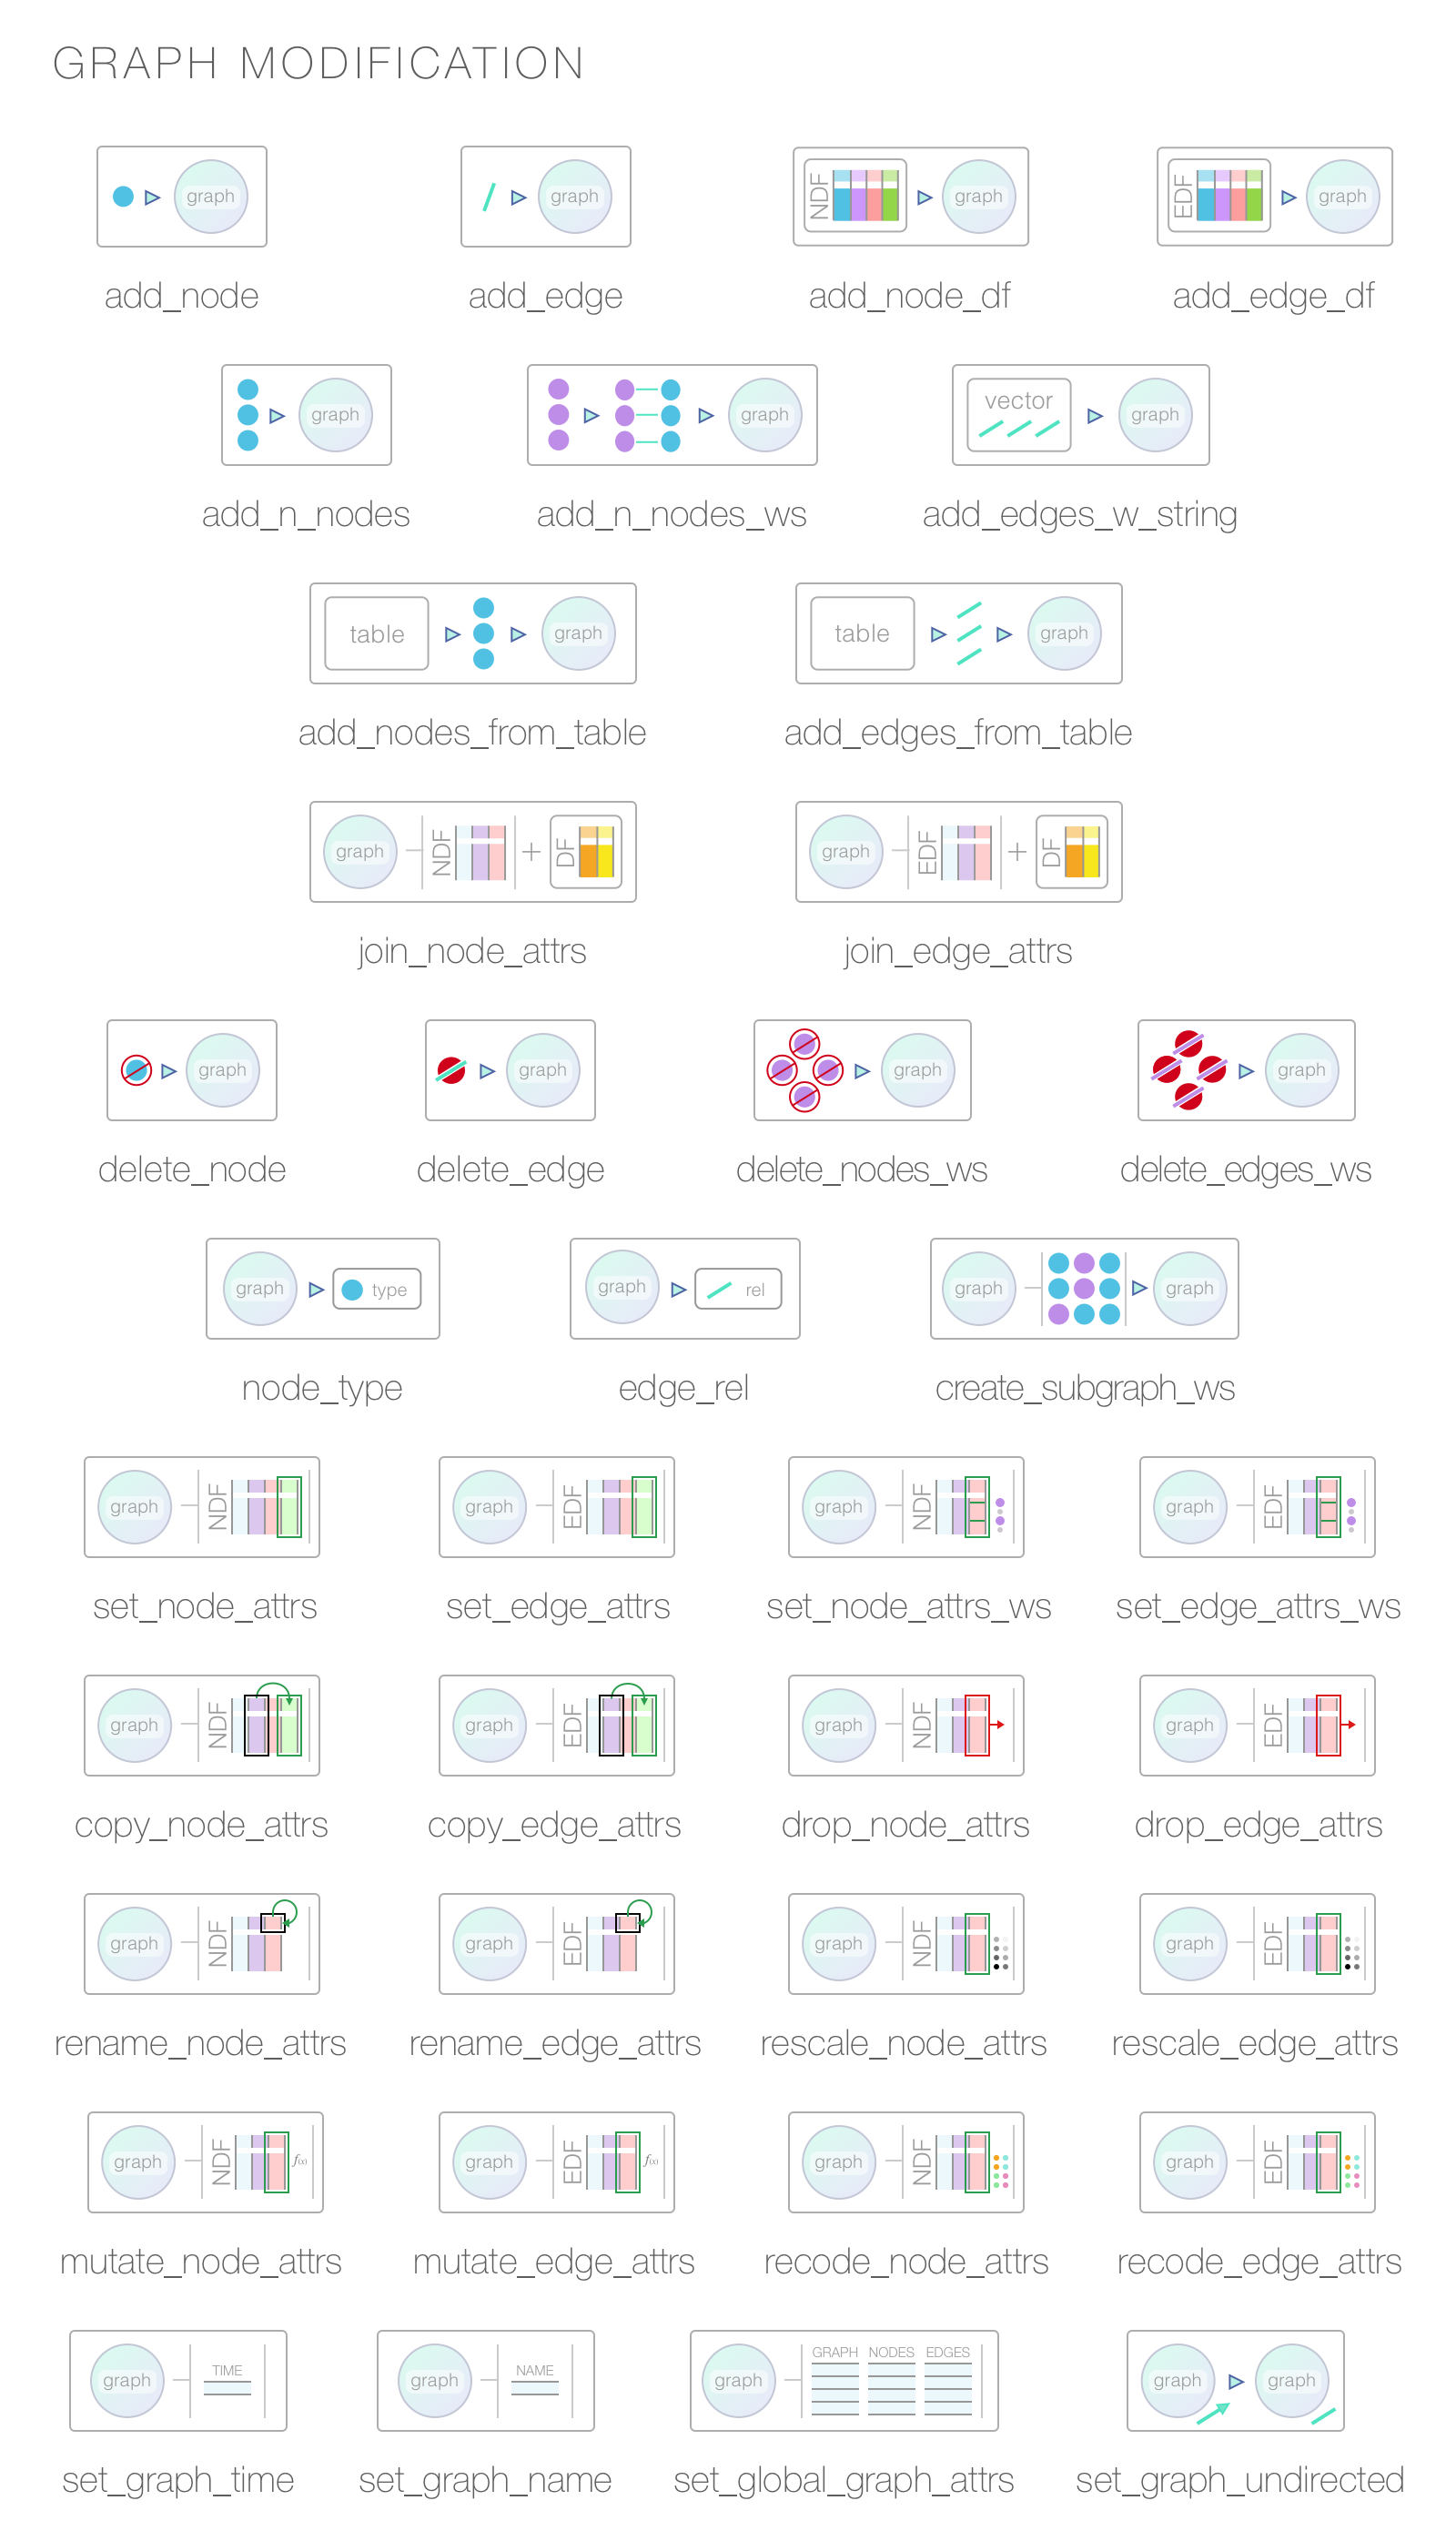 GRAPH MODIFICATION
graph graph NDF graph EDF graph
add_node add_edge add_node_df add_edge_df
graph graph vector graph
add_n_nodes add_n_nodes_ws add_edges_w_string
table graph table graph
add_nodes_from_table add_edges_from_table
graph NDF + DF graph EDF + DF
join_node_attrs join_edge_attrs
graph graph graph graph
delete_node delete_edge delete_nodes_ws delete_edges_ws
graph type graph rel graph graph
node_type edge_rel create_subgraph_ws
graph NDF graph EDF graph NDF graph EDF
set_node_attrs set_edge_attrs set_node_attrs_ws set_edge_attrs_ws
graph NDF graph EDF graph NDF graph EDF
copy_node_attrs copy_edge_attrs drop_node_attrs drop_edge_attrs
graph NDF graph EDF graph NDF graph EDF
rename_node_attrs rename_edge_attrs rescale_node_attrs rescale_edge_attrs
graph NDF f(x) graph EDF f(x) graph NDF graph EDF
mutate_node_attrs mutate_edge_attrs recode_node_attrs recode_edge_attrs
graph TIME graph NAME graph GRAPH NODES EDGES graph graph
set_graph_time set_graph_name set_global_graph_attrs set_graph_undirected